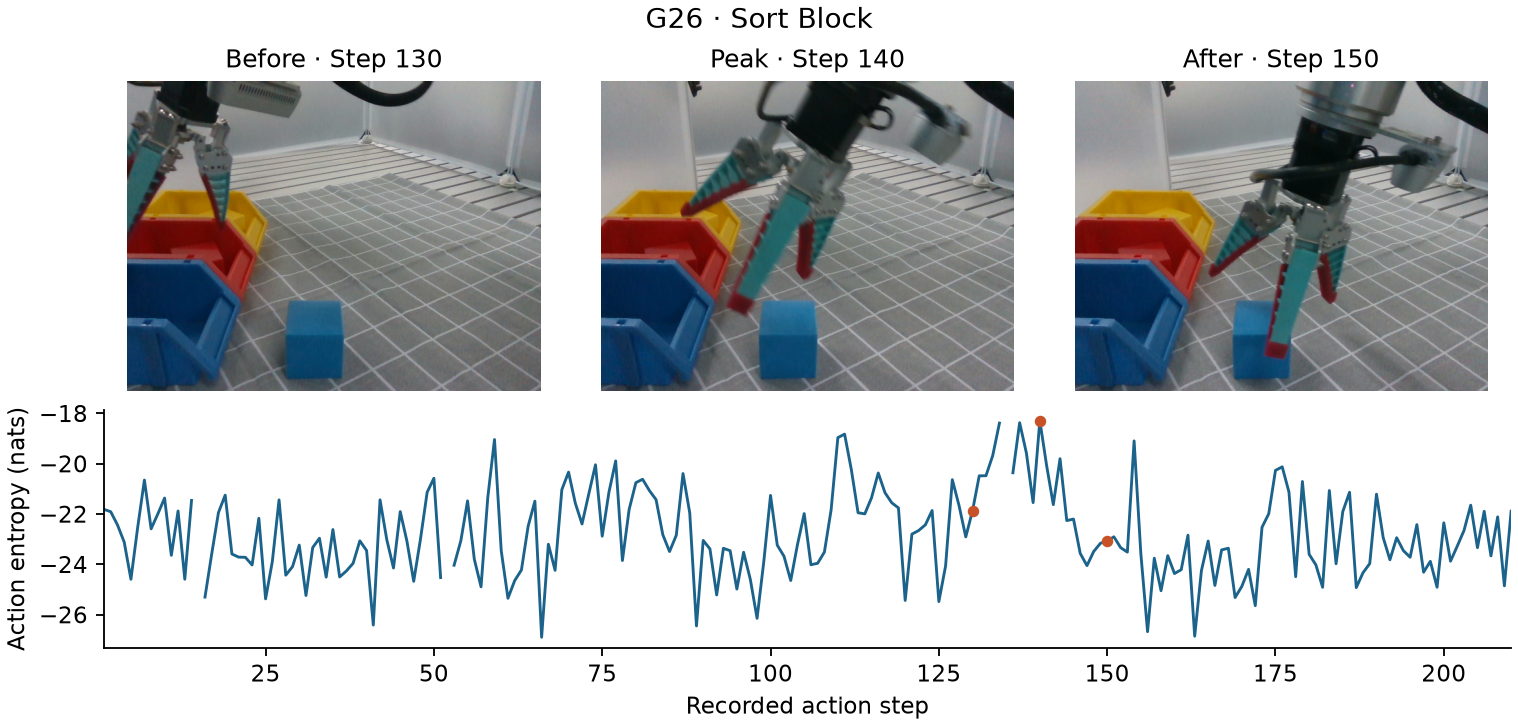 G26 · Sort Block
Before · Step 130
Peak · Step 140
After · Step 150
Action entropy (nats)
−18
−20
−22
−24
−26
25
50
75
100
125
150
175
200
Recorded action step